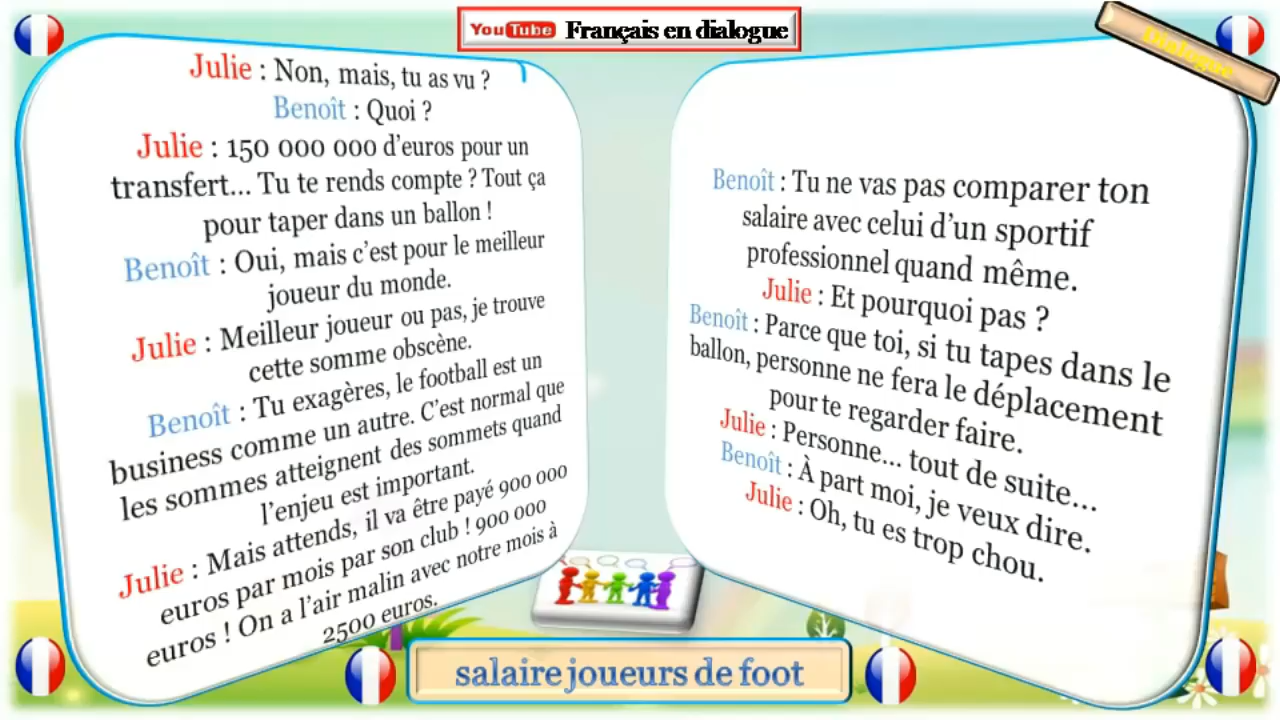 YouTube Français en dialogue
Dialogue
Julie : Non, mais, tu as vu ?
Benoît : Quoi ?
Julie : 150 000 000 d'euros pour un
transfert... Tu te rends compte ? Tout ça
pour taper dans un ballon !
Benoît : Oui, mais c'est pour le meilleur
joueur du monde.
Julie : Meilleur joueur ou pas, je trouve
cette somme obscène.
Benoît : Tu exagères, le football est un
business comme un autre. C'est normal que
les sommes atteignent des sommets quand
l'enjeu est important.
Julie : Mais attends, il va être payé 900 000
euros par mois par son club ! 900 000
euros ! On a l'air malin avec notre mois à
2500 euros.
Benoît : Tu ne vas pas comparer ton
salaire avec celui d'un sportif
professionnel quand même.
Julie : Et pourquoi pas ?
Benoît : Parce que toi, si tu tapes dans le
ballon, personne ne fera le déplacement
pour te regarder faire.
Julie : Personne... tout de suite...
Benoît : À part moi, je veux dire.
Julie : Oh, tu es trop chou.
salaire joueurs de foot